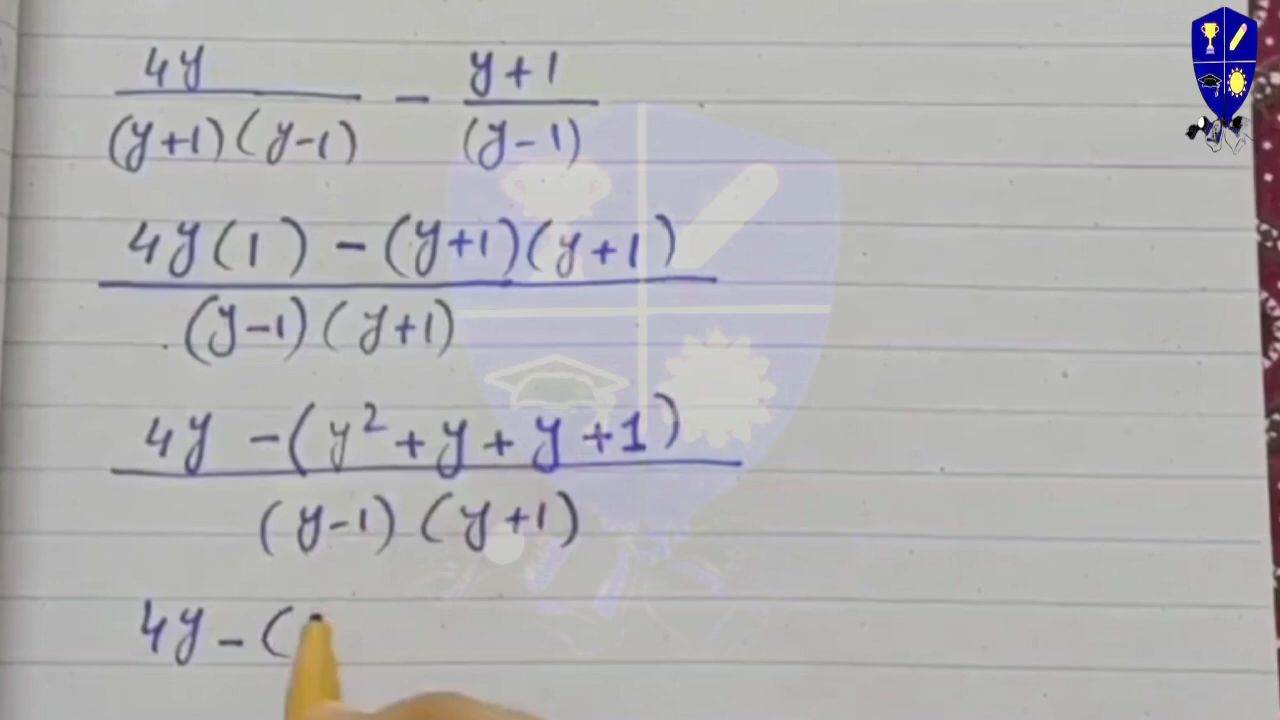 4y - y+1
(y+1)(y-1) (y-1)
4y(1) - (y+1)(y+1)
(y-1)(y+1)
4y - (y² + y + y + 1)
(y-1)(y+1)
4y - (